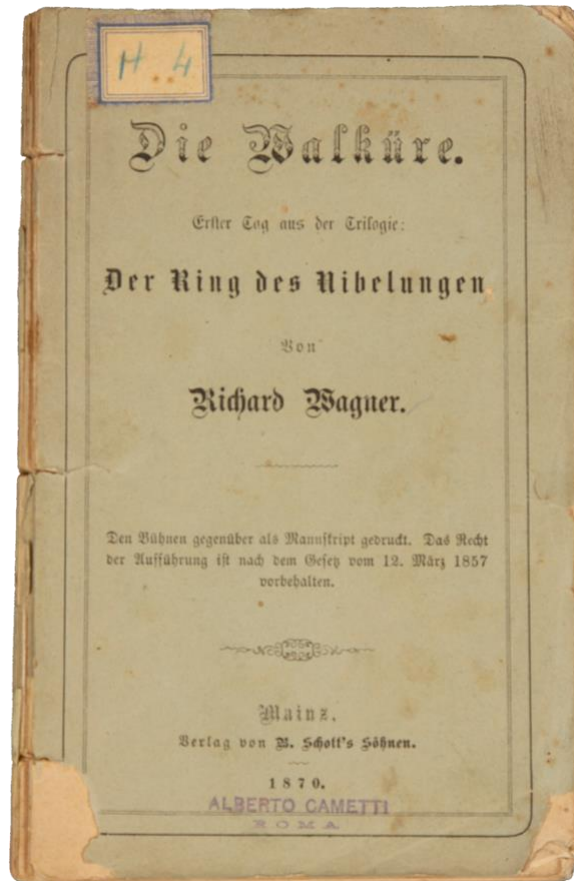 H. 4
Die Walküre.
Erster Tag aus der Trilogie:
Der Ring des Nibelungen
Von
Richard Wagner.
Den Bühnen gegenüber als Manuskript gedruckt. Das Recht
der Aufführung ist nach dem Gesetz vom 12. März 1857
vorbehalten.
Mainz.
Verlag von B. Schott's Söhnen.
1870.
ALBERTO CAMETTI
ROMA